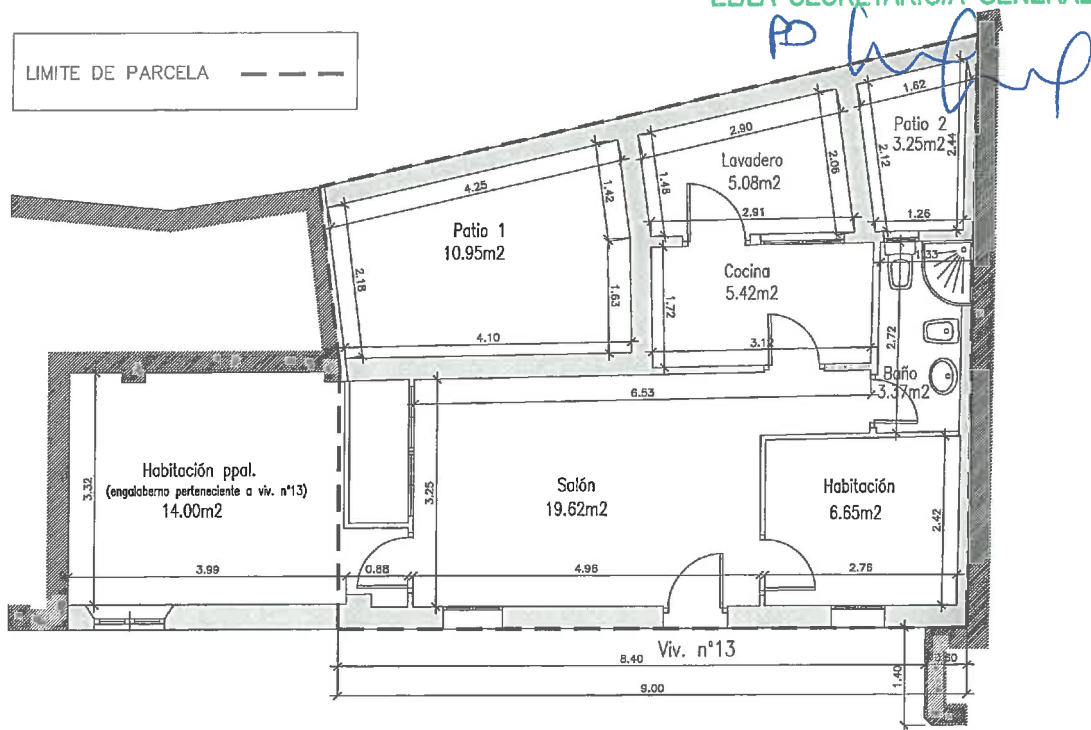 PO
LIMITE DE PARCELA
1.62
Patio 2
3.25m2
2.44
2.12
1.26
2.90
Lavadero
5.08m2
2.06
1.48
2.91
4.25
1.42
Patio 1
10.95m2
2.18
1.63
4.10
Cocina
5.42m2
1.72
3.12
1.33
2.72
Baño
3.37m2
6.53
Habitación ppal.
(engalaberno perteneciente a viv. n°13)
14.00m2
3.32
3.99
0.88
3.25
Salón
19.62m2
4.96
Habitación
6.65m2
2.42
2.76
Viv. n°13
8.40
0.60
1.40
9.00